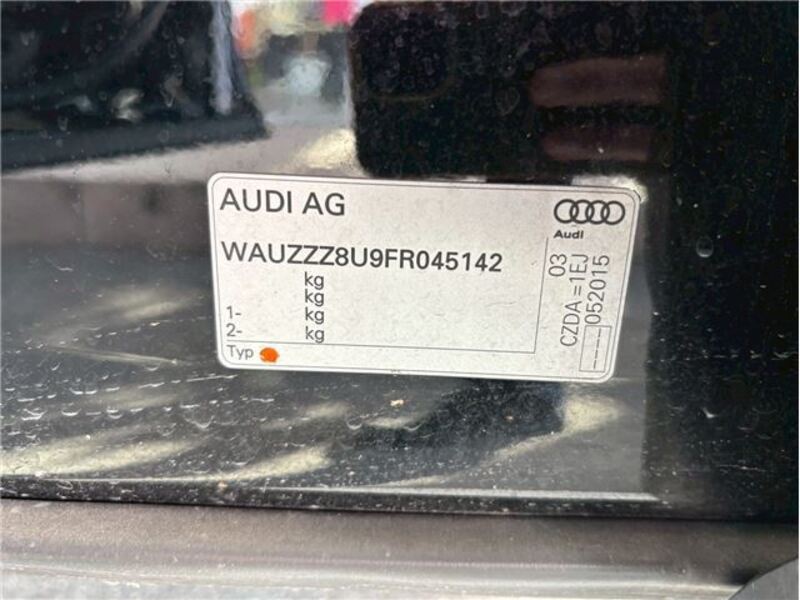 AUDI AG
Audi
WAUZZZ8U9FR045142
kg
kg
1- kg
2- kg
Typ
03
CZDA =1EJ
----052015